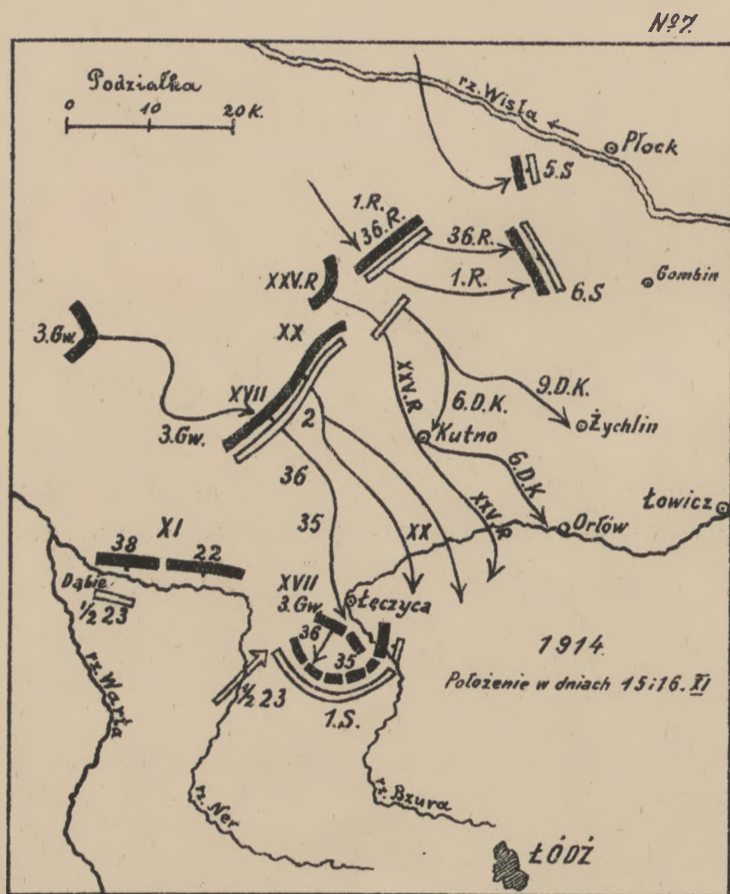 №7.
Podziałka
0 10 20 K.
rz. Wisła
Płock
5.S
1.R.
36.R.
36.R.
1.R.
6.S
Gombin
XXV.R
3.Gw.
XX
XVII
3.Gw.
2
XXV.R
6.D.K.
9.D.K.
Żychlin
Kutno
6.D.K
36
35
XX
XXV.R
Łowicz
Orłów
XI
38 22
Dąbie
½ 23
XVII
3.Gw.
Łęczyca
36
35
½ 23
1.S.
1914.
Położenie w dniach 15 i 16. XI
rz. Warta
rz. Ner
rz. Bzura
ŁÓDŹ